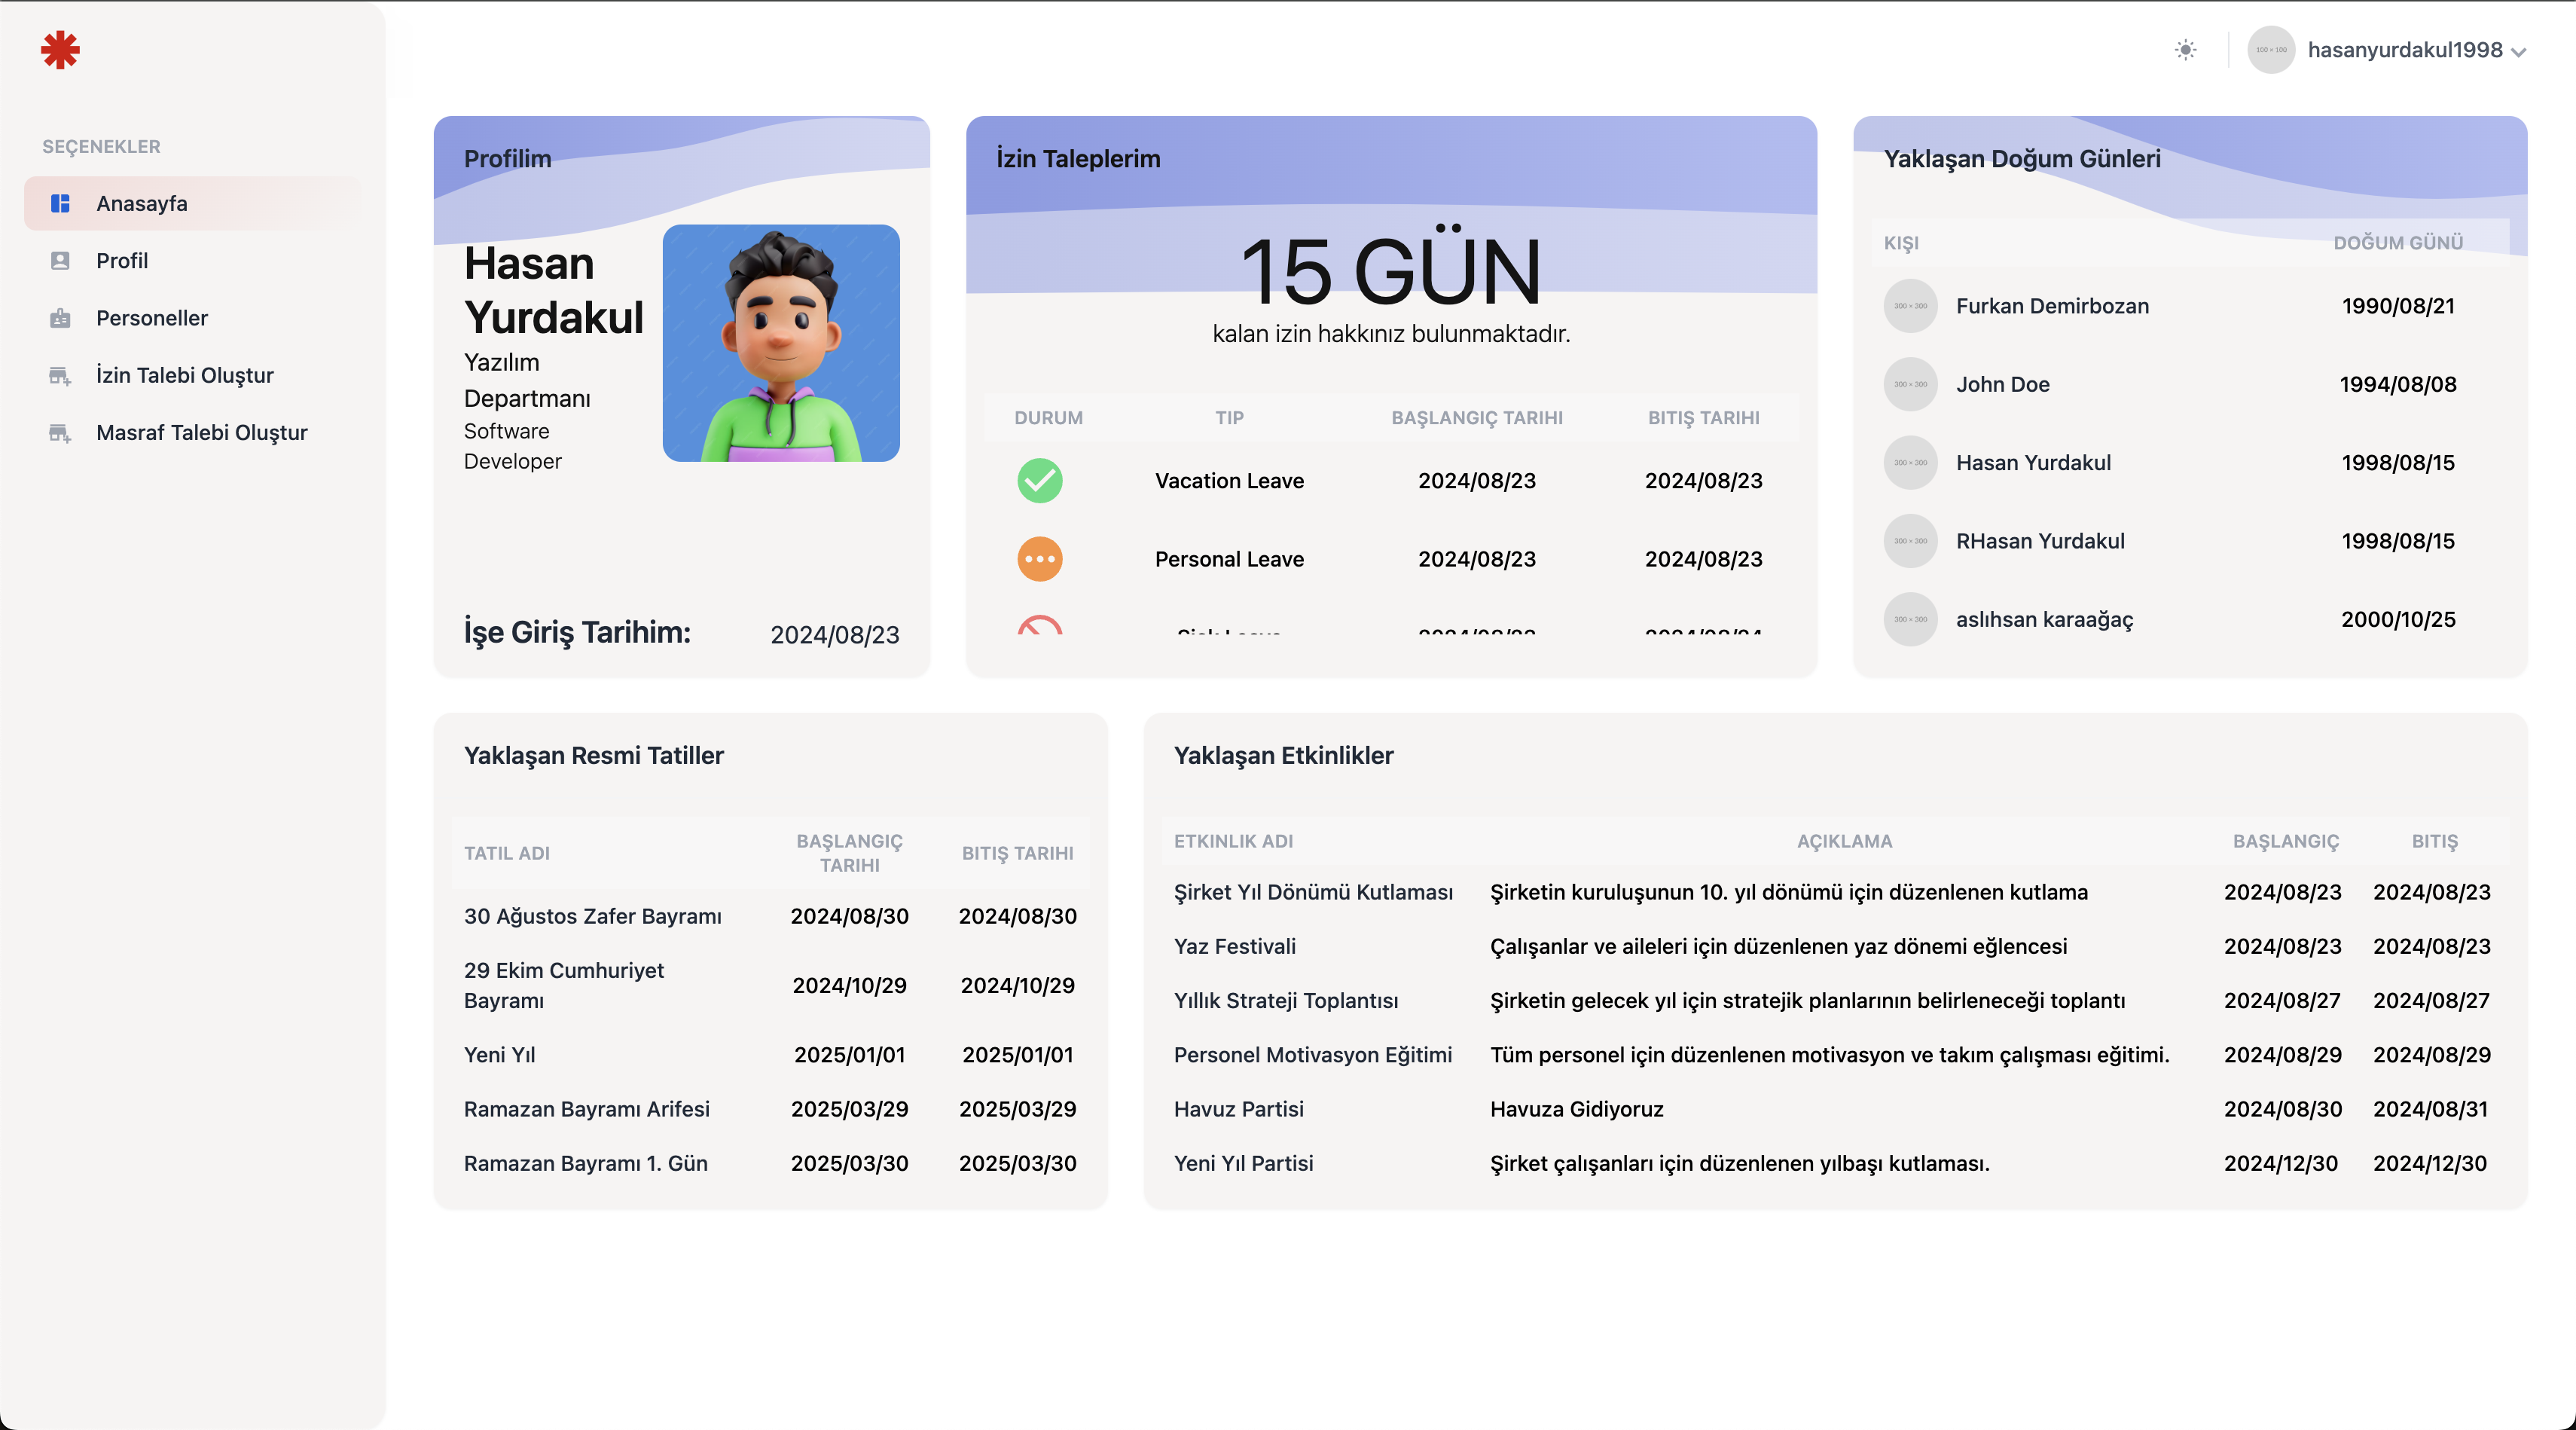 hasanyurdakul1998
SEÇENEKLER
Anasayfa
Profil
Personeller
İzin Talebi Oluştur
Masraf Talebi Oluştur
Profilim
Hasan
Yurdakul
Yazılım
Departmanı
Software
Developer
İşe Giriş Tarihim: 2024/08/23
İzin Taleplerim
15 GÜN
kalan izin hakkınız bulunmaktadır.
DURUM TIP BAŞLANGIÇ TARIHI BITIŞ TARIHI
Vacation Leave 2024/08/23 2024/08/23
Personal Leave 2024/08/23 2024/08/23
Yaklaşan Doğum Günleri
KIŞI DOĞUM GÜNÜ
300 × 300 Furkan Demirbozan 1990/08/21
300 × 300 John Doe 1994/08/08
300 × 300 Hasan Yurdakul 1998/08/15
300 × 300 RHasan Yurdakul 1998/08/15
300 × 300 aslıhsan karaağaç 2000/10/25
Yaklaşan Resmi Tatiller
TATIL ADI BAŞLANGIÇ TARIHI BITIŞ TARIHI
30 Ağustos Zafer Bayramı 2024/08/30 2024/08/30
29 Ekim Cumhuriyet
Bayramı 2024/10/29 2024/10/29
Yeni Yıl 2025/01/01 2025/01/01
Ramazan Bayramı Arifesi 2025/03/29 2025/03/29
Ramazan Bayramı 1. Gün 2025/03/30 2025/03/30
Yaklaşan Etkinlikler
ETKINLIK ADI AÇIKLAMA BAŞLANGIÇ BITIŞ
Şirket Yıl Dönümü Kutlaması Şirketin kuruluşunun 10. yıl dönümü için düzenlenen kutlama 2024/08/23 2024/08/23
Yaz Festivali Çalışanlar ve aileleri için düzenlenen yaz dönemi eğlencesi 2024/08/23 2024/08/23
Yıllık Strateji Toplantısı Şirketin gelecek yıl için stratejik planlarının belirleneceği toplantı 2024/08/27 2024/08/27
Personel Motivasyon Eğitimi Tüm personel için düzenlenen motivasyon ve takım çalışması eğitimi. 2024/08/29 2024/08/29
Havuz Partisi Havuza Gidiyoruz 2024/08/30 2024/08/31
Yeni Yıl Partisi Şirket çalışanları için düzenlenen yılbaşı kutlaması. 2024/12/30 2024/12/30